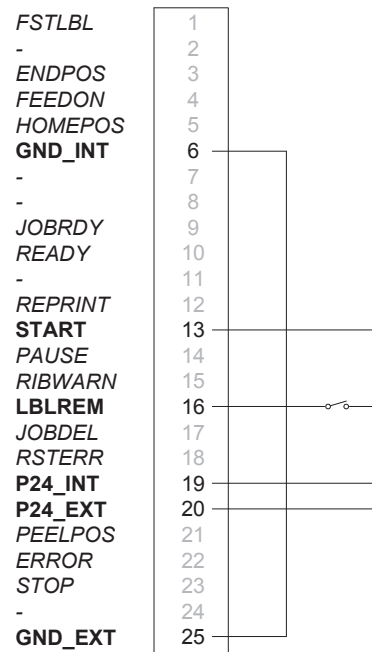 FSTLBL 1
- 2
ENDPOS 3
FEEDON 4
HOMEPOS 5
GND_INT 6
- 7
- 8
JOBRDY 9
READY 10
- 11
REPRINT 12
START 13
PAUSE 14
RIBWARN 15
LBLREM 16
JOBDEL 17
RSTERR 18
P24_INT 19
P24_EXT 20
PEELPOS 21
ERROR 22
STOP 23
- 24
GND_EXT 25